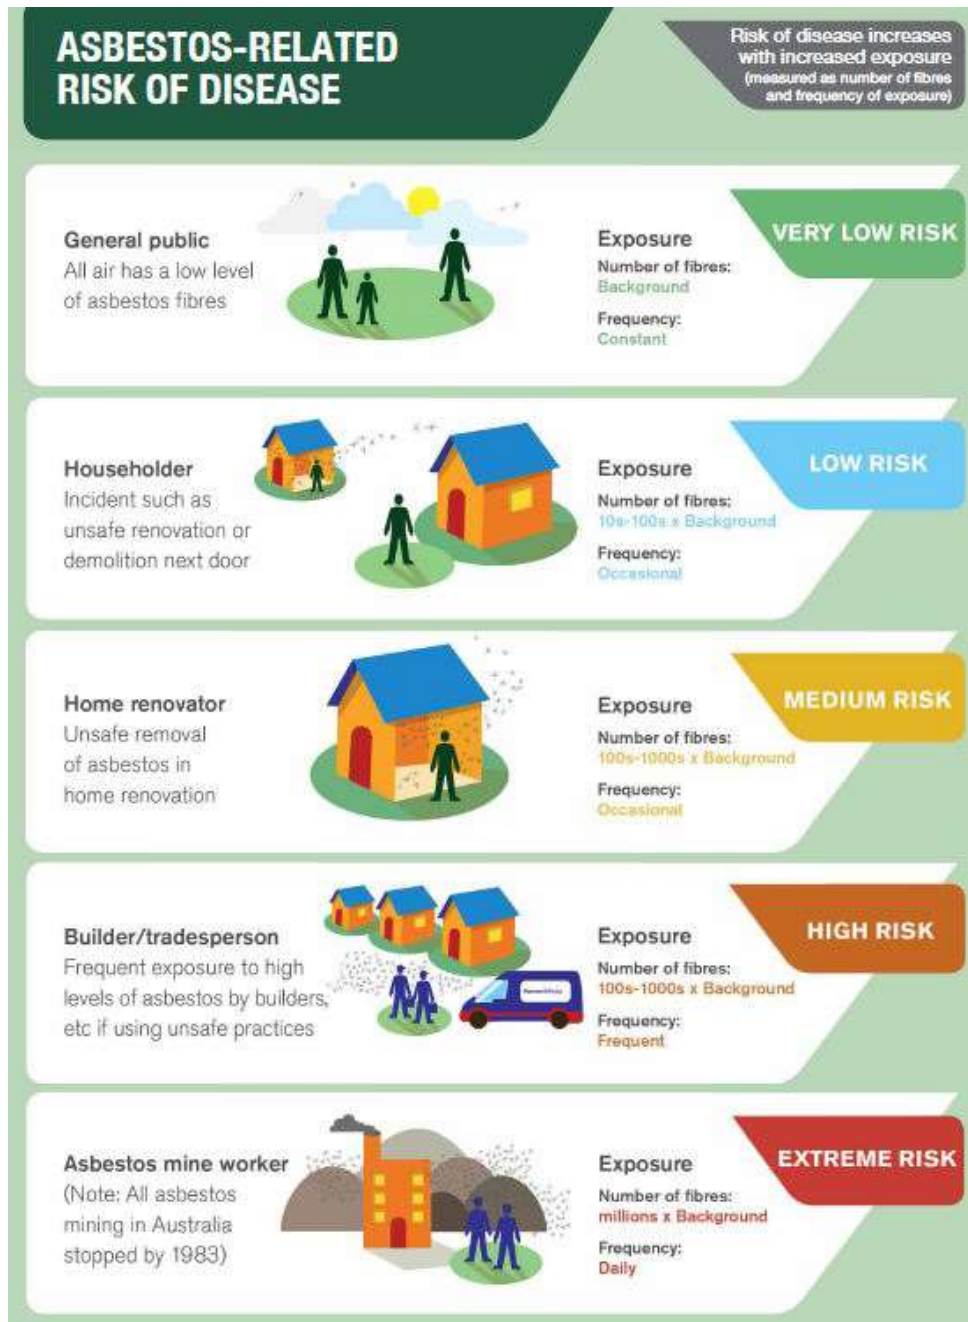 ASBESTOS-RELATED
RISK OF DISEASE
Risk of disease increases
with increased exposure
(measured as number of fibres
and frequency of exposure)
General public
All air has a low level
of asbestos fibres
Exposure
Number of fibres:
Background
Frequency:
Constant
VERY LOW RISK
Householder
Incident such as
unsafe renovation or
demolition next door
Exposure
Number of fibres:
10s-100s x Background
Frequency:
Occasional
LOW RISK
Home renovator
Unsafe removal
of asbestos in
home renovation
Exposure
Number of fibres:
100s-1000s x Background
Frequency:
Occasional
MEDIUM RISK
Builder/tradesperson
Frequent exposure to high
levels of asbestos by builders,
etc if using unsafe practices
Exposure
Number of fibres:
100s-1000s x Background
Frequency:
Frequent
HIGH RISK
Asbestos mine worker
(Note: All asbestos
mining in Australia
stopped by 1983)
Exposure
Number of fibres:
millions x Background
Frequency:
Daily
EXTREME RISK